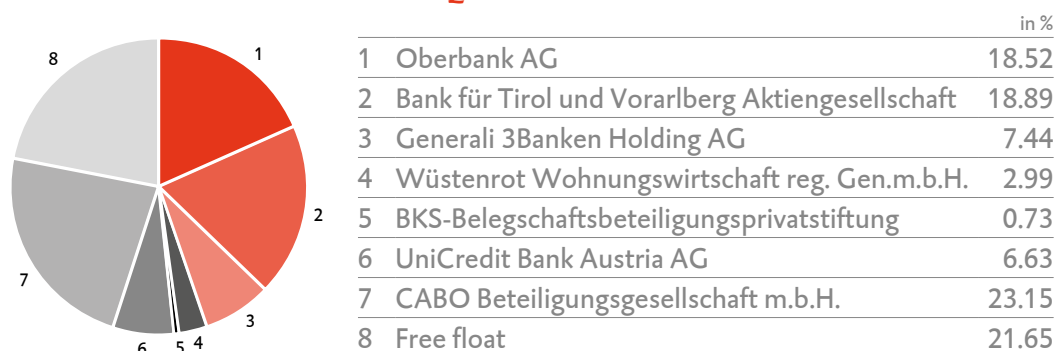 in %
1 Oberbank AG 18.52
2 Bank für Tirol und Vorarlberg Aktiengesellschaft 18.89
3 Generali 3Banken Holding AG 7.44
4 Wüstenrot Wohnungswirtschaft reg. Gen.m.b.H. 2.99
5 BKS-Belegschaftsbeteiligungsprivatstiftung 0.73
6 UniCredit Bank Austria AG 6.63
7 CABO Beteiligungsgesellschaft m.b.H. 23.15
8 Free float 21.65
1
2
3
4
5
6
7
8